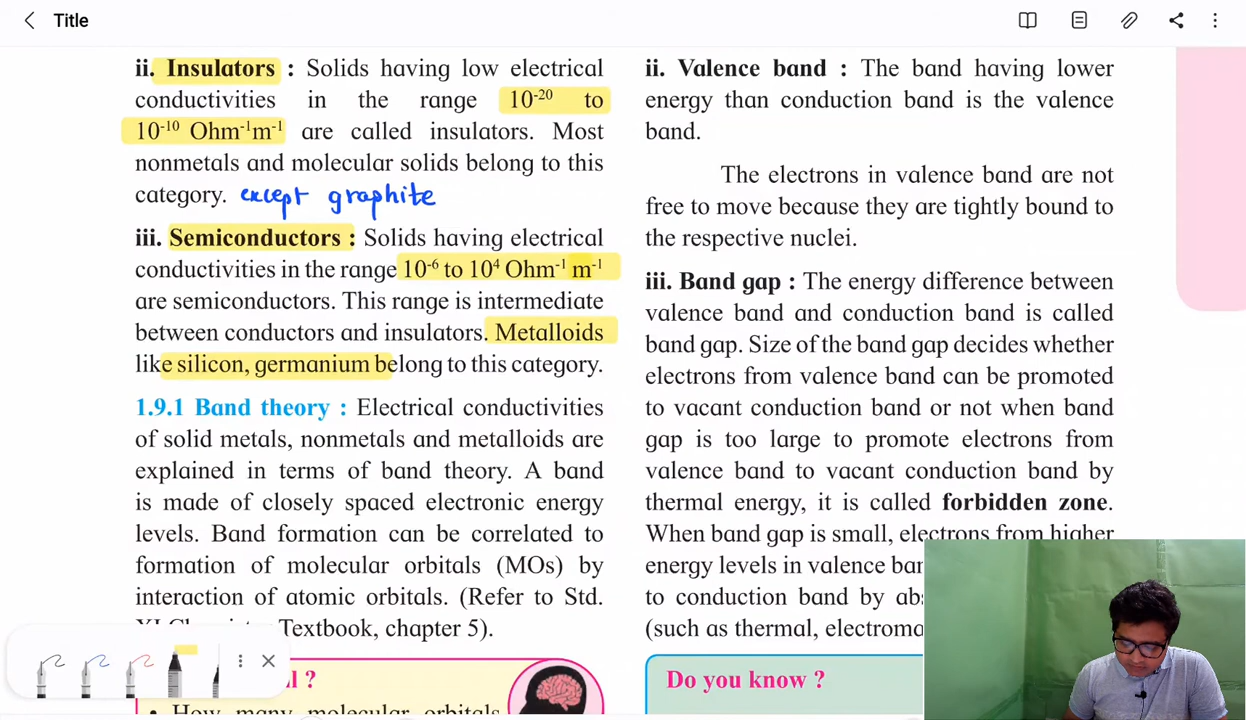 Title
ii. Insulators : Solids having low electrical
conductivities in the range 10⁻²⁰ to
10⁻¹⁰ Ohm⁻¹m⁻¹ are called insulators. Most
nonmetals and molecular solids belong to this
category. except graphite
iii. Semiconductors : Solids having electrical
conductivities in the range 10⁻⁶ to 10⁴ Ohm⁻¹ m⁻¹
are semiconductors. This range is intermediate
between conductors and insulators. Metalloids
like silicon, germanium belong to this category.
1.9.1 Band theory : Electrical conductivities
of solid metals, nonmetals and metalloids are
explained in terms of band theory. A band
is made of closely spaced electronic energy
levels. Band formation can be correlated to
formation of molecular orbitals (MOs) by
interaction of atomic orbitals. (Refer to Std.
Textbook, chapter 5).
?
How many molecular orbitals
ii. Valence band : The band having lower
energy than conduction band is the valence
band.
The electrons in valence band are not
free to move because they are tightly bound to
the respective nuclei.
iii. Band gap : The energy difference between
valence band and conduction band is called
band gap. Size of the band gap decides whether
electrons from valence band can be promoted
to vacant conduction band or not when band
gap is too large to promote electrons from
valence band to vacant conduction band by
thermal energy, it is called forbidden zone.
When band gap is small, electrons from higher
energy levels in valence
to conduction band by
(such as thermal,
Do you know ?